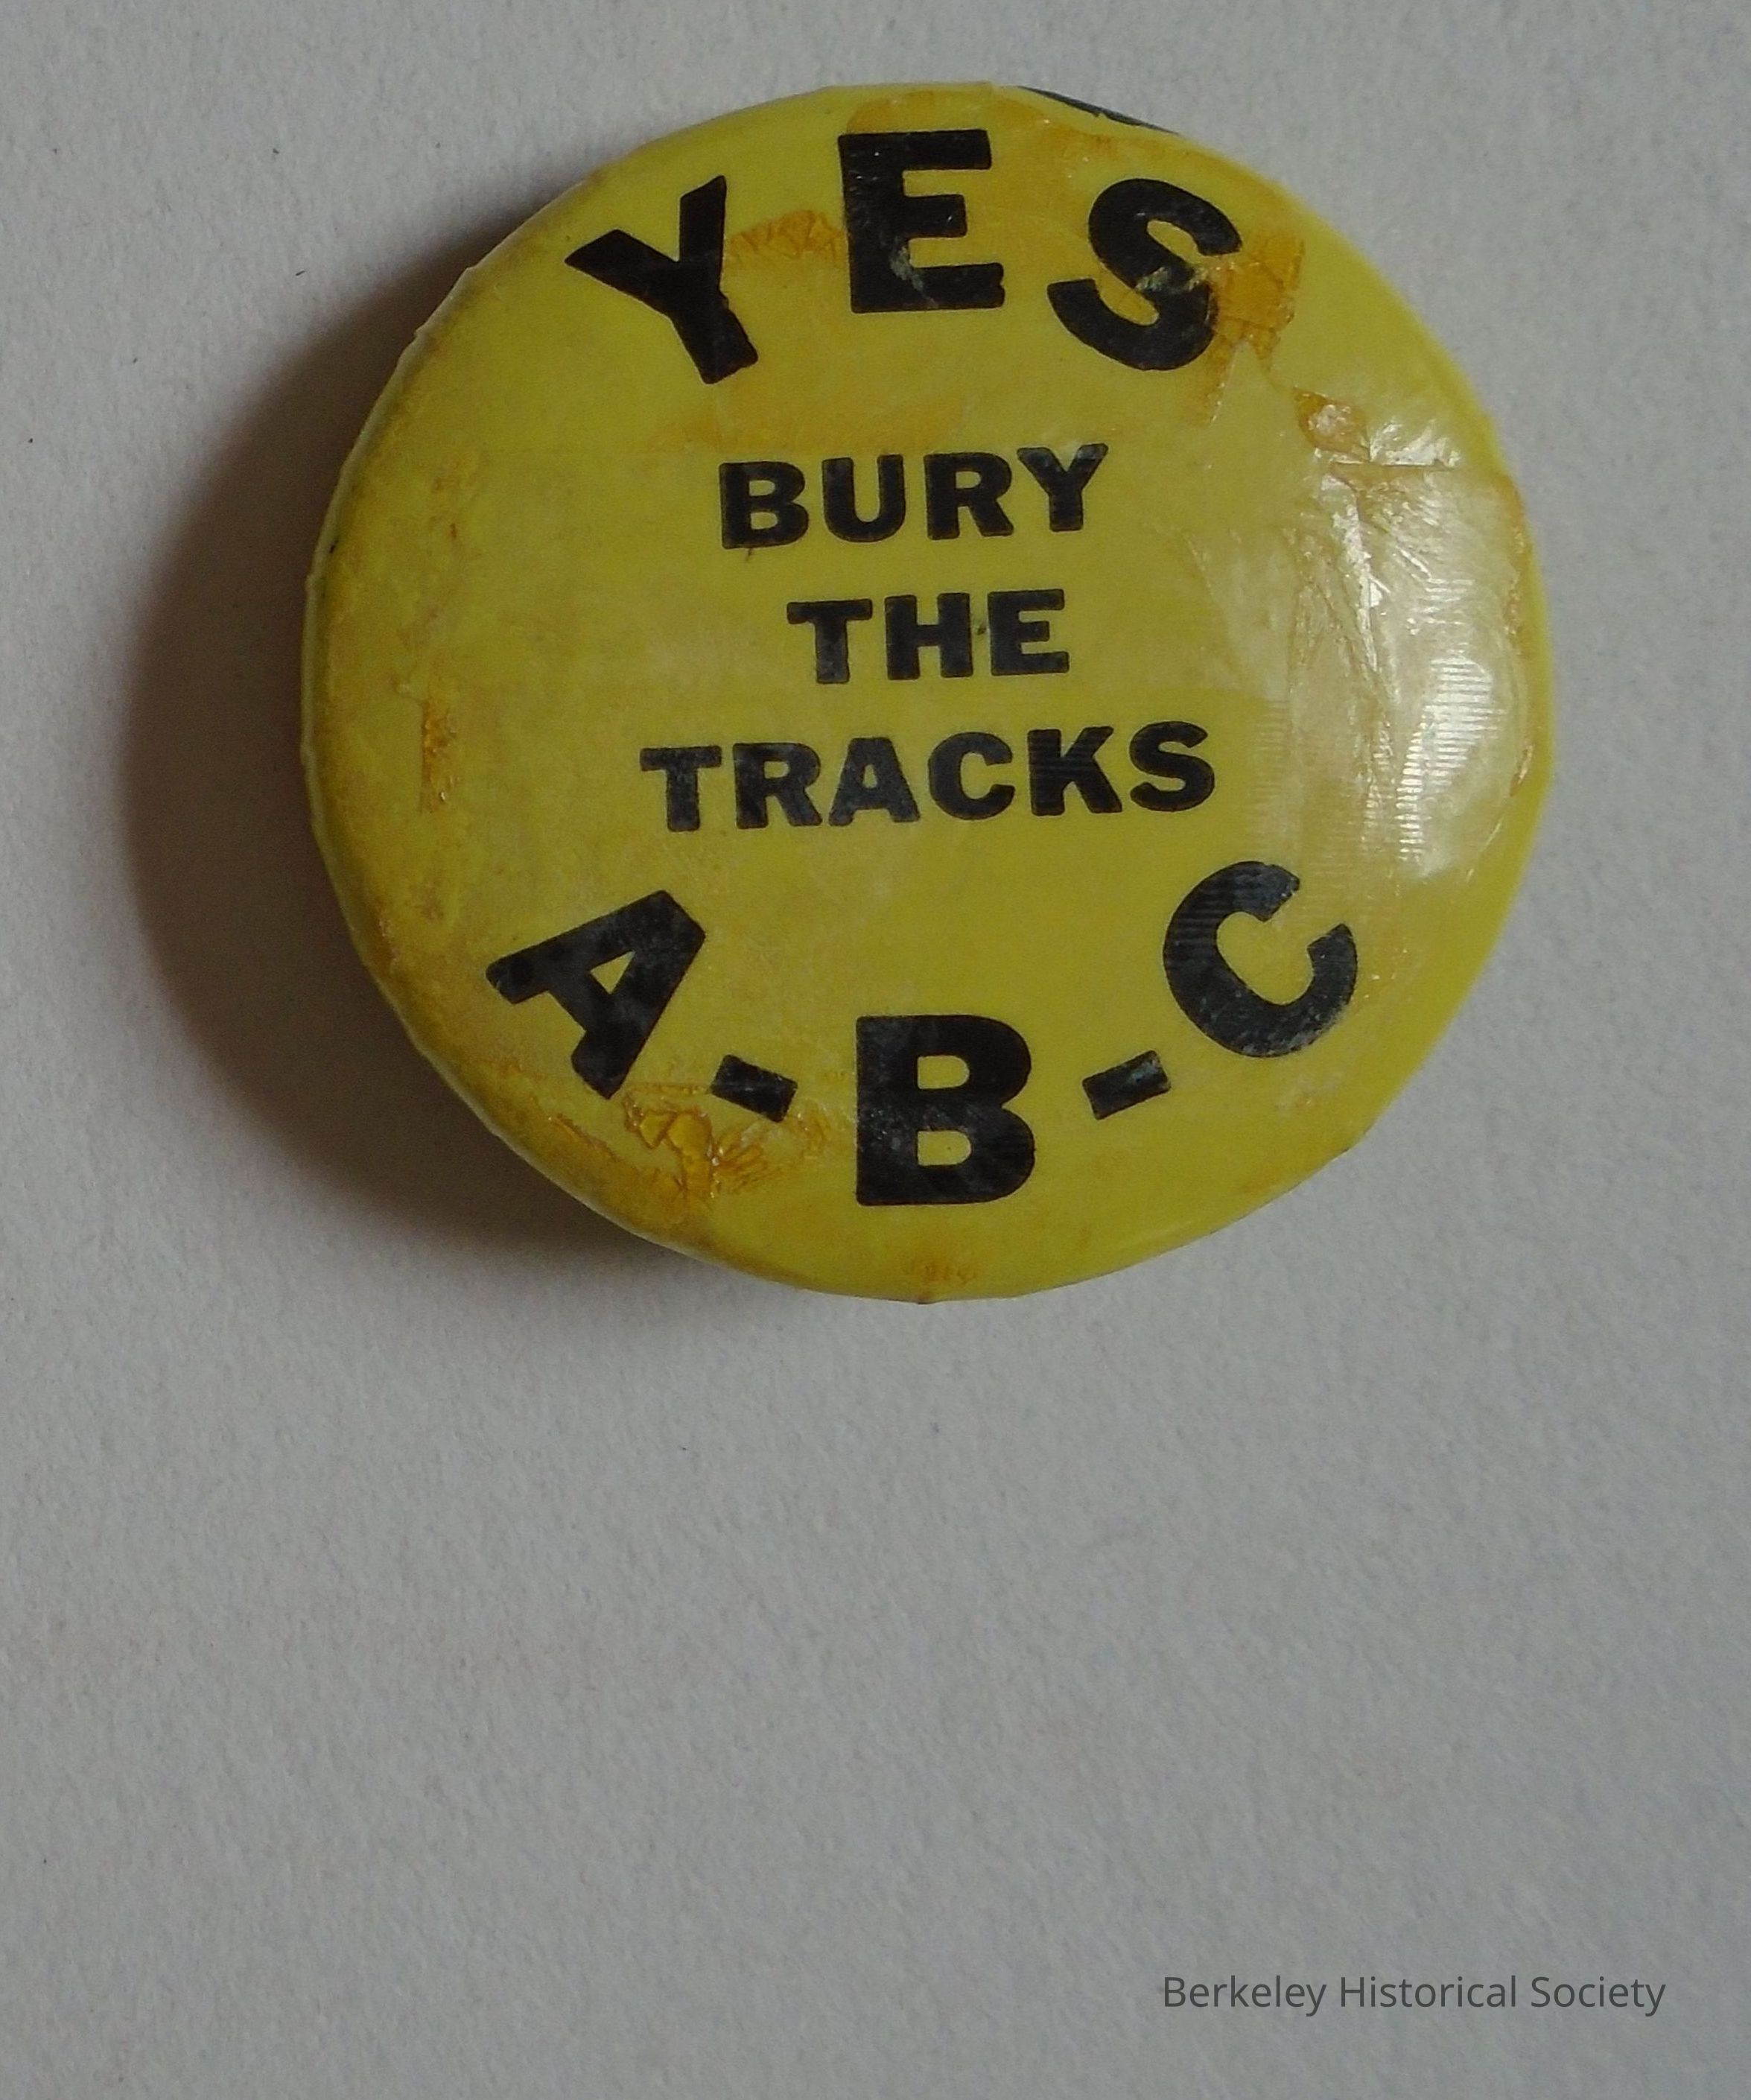 YES
BURY
THE
TRACKS
A-B-C
Berkeley Historical Society